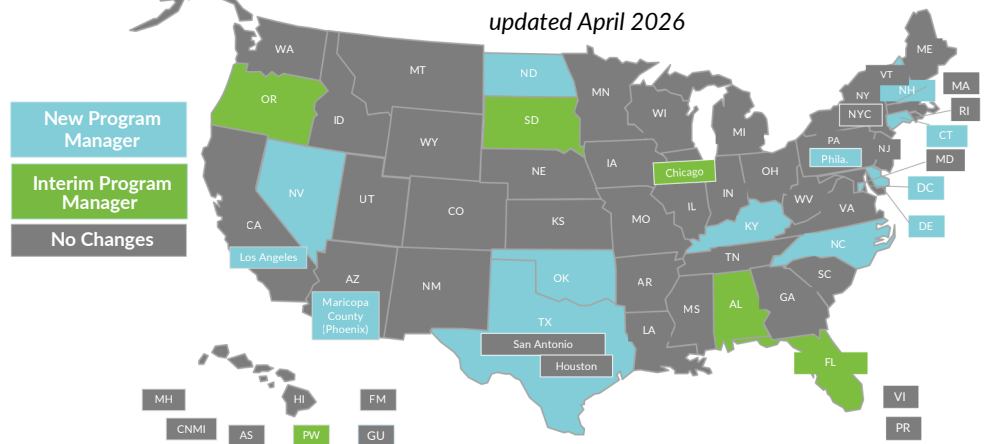 updated April 2026
New Program
Manager
Interim Program
Manager
No Changes
WA
MT
ND
MN
ME
VT
NH
MA
OR
ID
SD
WI
MI
NY
NYC
RI
WY
IA
Chicago
PA
Phila.
NJ
CT
MD
NV
UT
NE
IL
IN
OH
WV
VA
DC
CA
CO
KS
MO
KY
NC
DE
Los Angeles
AZ
NM
OK
AR
TN
SC
Maricopa
County
(Phoenix)
TX
San Antonio
Houston
LA
MS
AL
GA
FL
MH
HI
FM
VI
CNMI
AS
PW
GU
PR